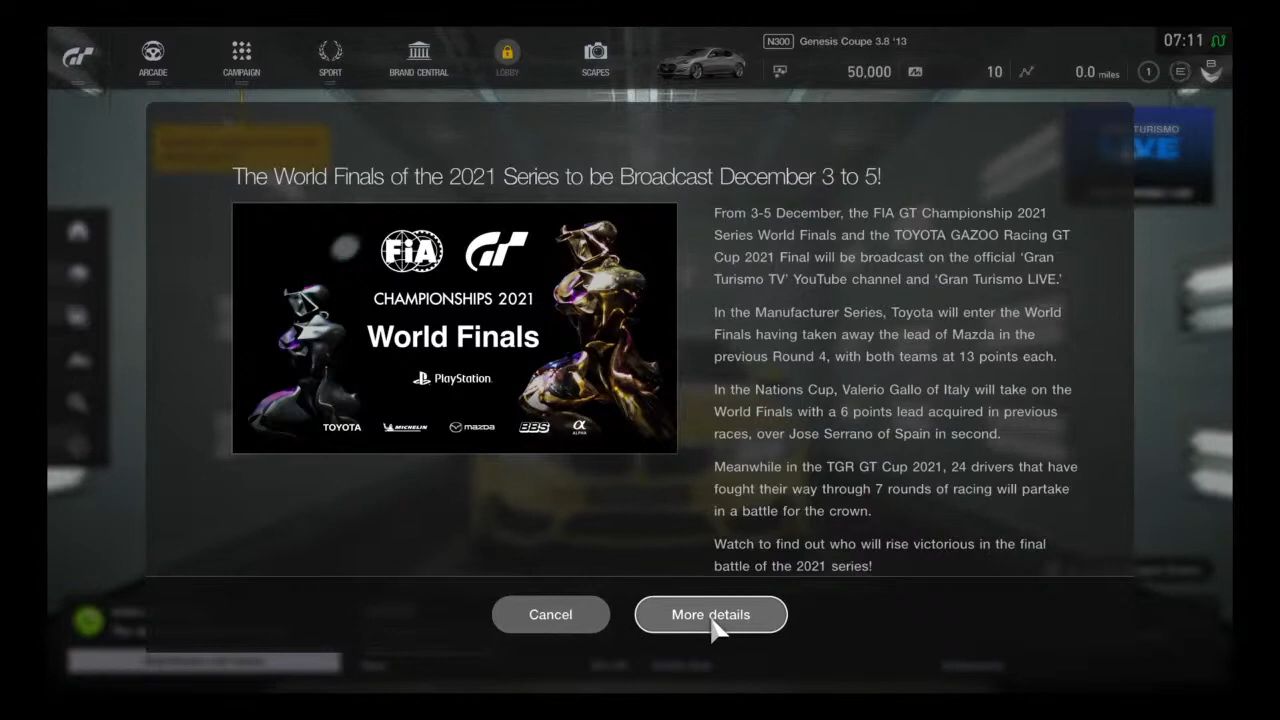 N300 Genesis Coupe 3.8 '13
07:11
ARCADE
CAMPAIGN
SPORT
BRAND CENTRAL
LOBBY
SCAPES
50,000
10
0.0 miles
1
E
B
TURISMO
The World Finals of the 2021 Series to be Broadcast December 3 to 5!
FiA GT
CHAMPIONSHIPS 2021
World Finals
PlayStation.
TOYOTA MICHELIN mazda BBS α ALPHA
From 3-5 December, the FIA GT Championship 2021
Series World Finals and the TOYOTA GAZOO Racing GT
Cup 2021 Final will be broadcast on the official 'Gran
Turismo TV' YouTube channel and 'Gran Turismo LIVE.'
In the Manufacturer Series, Toyota will enter the World
Finals having taken away the lead of Mazda in the
previous Round 4, with both teams at 13 points each.
In the Nations Cup, Valerio Gallo of Italy will take on the
World Finals with a 6 points lead acquired in previous
races, over Jose Serrano of Spain in second.
Meanwhile in the TGR GT Cup 2021, 24 drivers that have
fought their way through 7 rounds of racing will partake
in a battle for the crown.
Watch to find out who will rise victorious in the final
battle of the 2021 series!
Cancel
More details